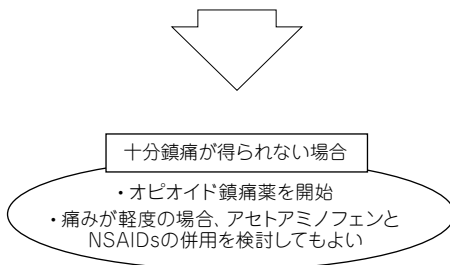 十分鎮痛が得られない場合
・オピオイド鎮痛薬を開始
・痛みが軽度の場合、アセトアミノフェンと
NSAIDsの併用を検討してもよい